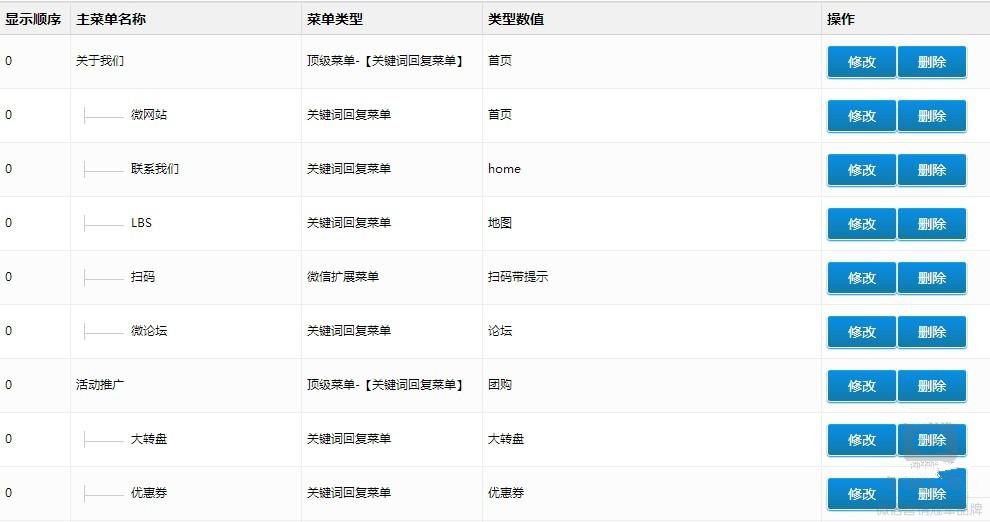 显示顺序 主菜单名称 菜单类型 类型数值 操作
0 关于我们 顶级菜单-【关键词回复菜单】 首页 修改 删除
0 微网站 关键词回复菜单 首页 修改 删除
0 联系我们 关键词回复菜单 home 修改 删除
0 LBS 关键词回复菜单 地图 修改 删除
0 扫码 微信扩展菜单 扫码带提示 修改 删除
0 微论坛 关键词回复菜单 论坛 修改 删除
0 活动推广 顶级菜单-【关键词回复菜单】 团购 修改 删除
0 大转盘 关键词回复菜单 大转盘 修改 删除
0 优惠券 关键词回复菜单 优惠券 修改 删除
微信营销冠军品牌